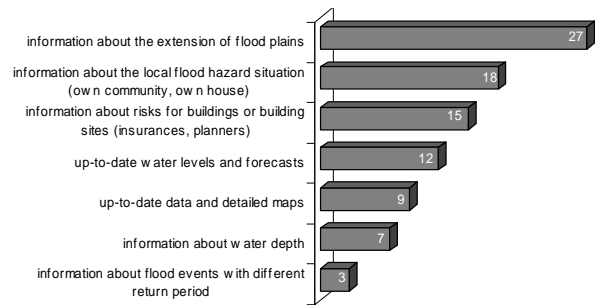 information about the extension of flood plains
27
information about the local flood hazard situation
(own community, own house)
18
information about risks for buildings or building
sites (insurances, planners)
15
up-to-date water levels and forecasts
12
up-to-date data and detailed maps
9
information about water depth
7
information about flood events with different
return period
3